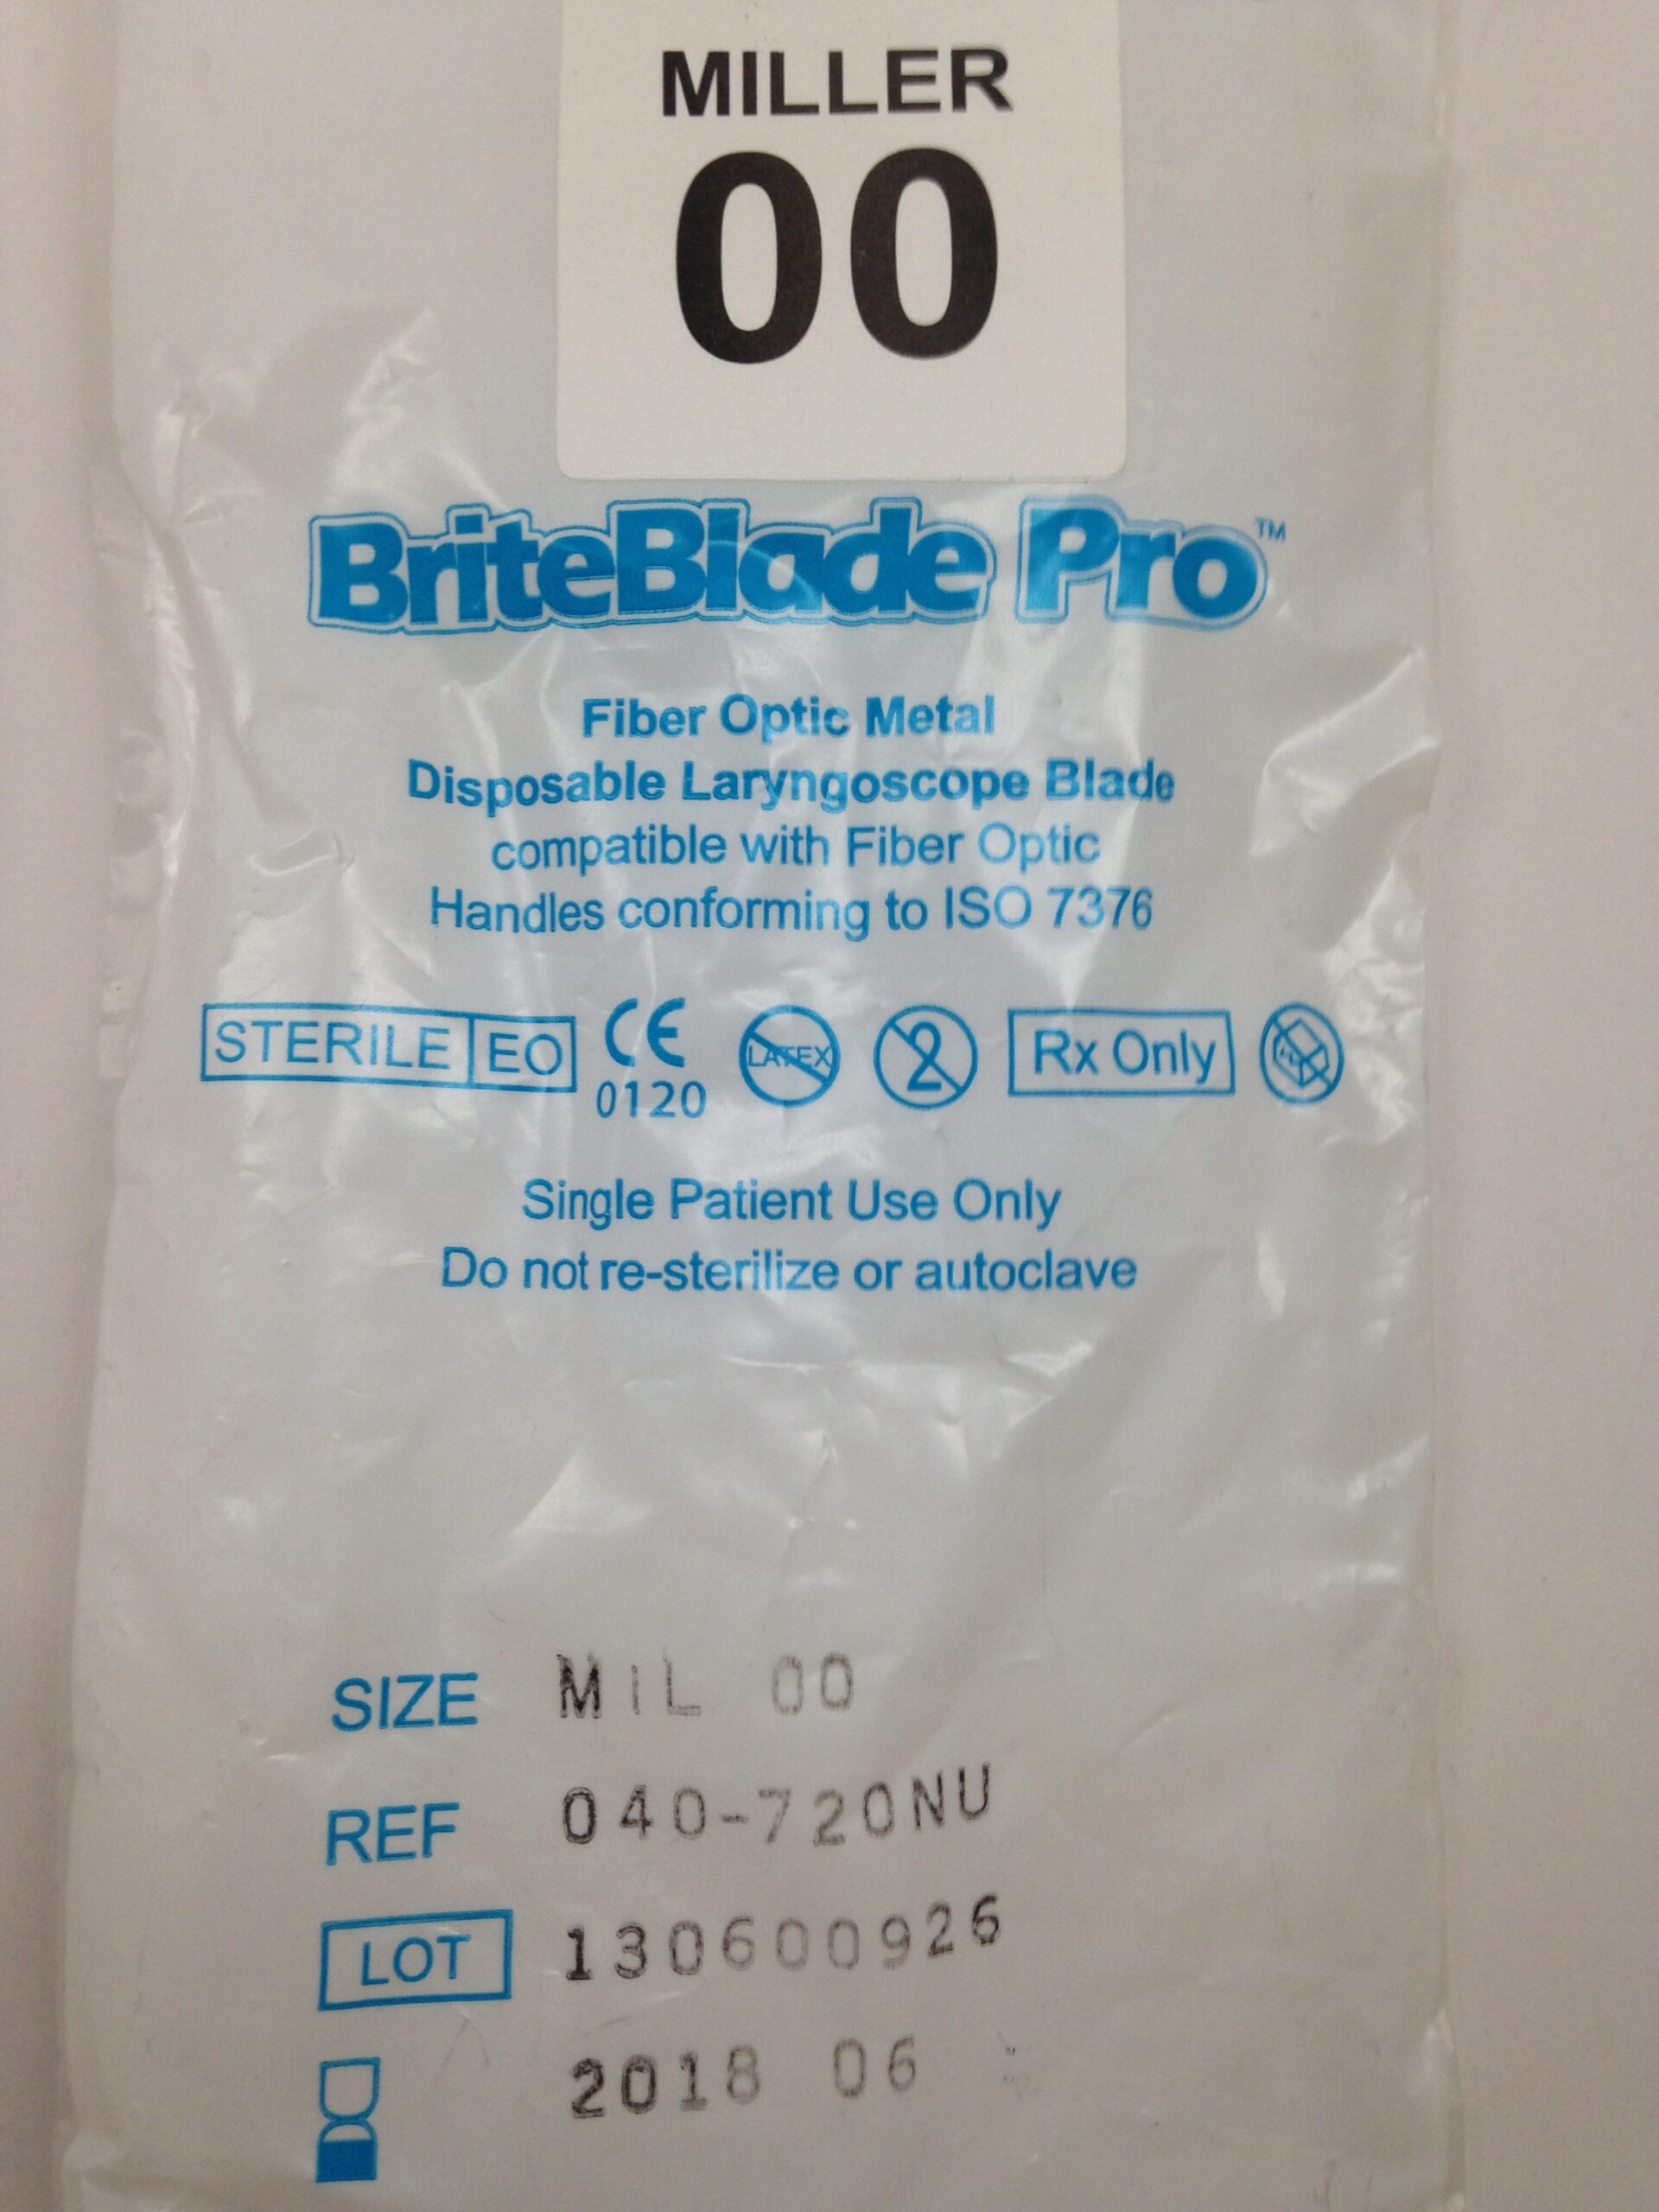 MILLER
00
BriteBlade Pro™
Fiber Optic Metal
Disposable Laryngoscope Blade
compatible with Fiber Optic
Handles conforming to ISO 7376
STERILE EO CE 0120 LATEX 2 Rx Only
Single Patient Use Only
Do not re-sterilize or autoclave
SIZE MIL 00
REF 040-720NU
LOT 130600926
2018 06